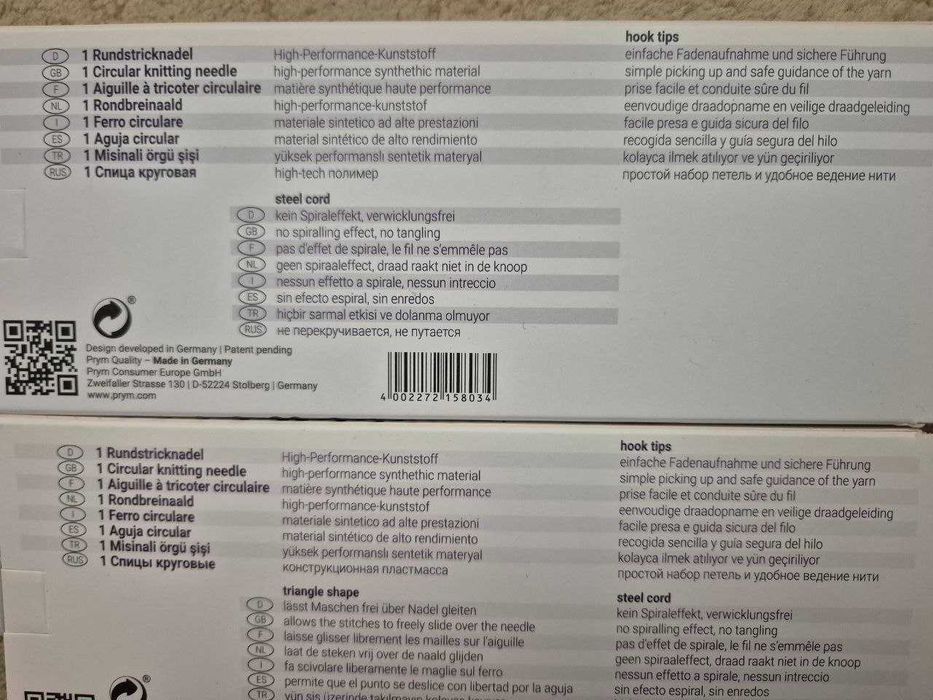 D 1 Rundstricknadel High-Performance-Kunststoff
GB 1 Circular knitting needle high-performance synthethic material
F 1 Aiguille à tricoter circulaire matière synthétique haute performance
NL 1 Rondbreinaald high-performance-kunststof
I 1 Ferro circolare materiale sintetico ad alte prestazioni
ES 1 Aguja circular material sintético de alto rendimiento
TR 1 Misinali örgü şişi yüksek performanslı sentetik materyal
RUS 1 Спица круговая high-tech полимер
hook tips
einfache Fadenaufnahme und sichere Führung
simple picking up and safe guidance of the yarn
prise facile et conduite sûre du fil
eenvoudige draadopname en veilige draadgeleiding
facile presa e guida sicura del filo
recogida sencilla y guía segura del hilo
kolayca ilmek atılıyor ve yün geçiriliyor
простой набор петель и удобное ведение нити
steel cord
D kein Spiraleffekt, verwicklungsfrei
GB no spiralling effect, no tangling
F pas d'effet de spirale, le fil ne s'emmêle pas
NL geen spiraaleffect, draad raakt niet in de knoop
I nessun effetto a spirale, nessun intreccio
ES sin efecto espiral, sin enredos
TR hiçbir sarmal etkisi ve dolanma olmuyor
RUS не перекручивается, не путается
Design developed in Germany | Patent pending
Prym Quality – Made in Germany
Prym Consumer Europe GmbH
Zweifaller Strasse 130 | D-52224 Stolberg | Germany
www.prym.com
4 002272 158034
D 1 Rundstricknadel High-Performance-Kunststoff
GB 1 Circular knitting needle high-performance synthethic material
F 1 Aiguille à tricoter circulaire matière synthétique haute performance
NL 1 Rondbreinaald high-performance-kunststof
I 1 Ferro circolare materiale sintetico ad alte prestazioni
ES 1 Aguja circular material sintético de alto rendimiento
TR 1 Misinali örgü şişi yüksek performanslı sentetik materyal
RUS 1 Спицы круговые конструкционная пластмасса
hook tips
einfache Fadenaufnahme und sichere Führung
simple picking up and safe guidance of the yarn
prise facile et conduite sûre du fil
eenvoudige draadopname en veilige draadgeleiding
facile presa e guida sicura del filo
recogida sencilla y guía segura del hilo
kolayca ilmek atılıyor ve yün geçiriliyor
простой набор петель и удобное ведение нити
triangle shape
D lässt Maschen frei über Nadel gleiten
GB allows the stitches to freely slide over the needle
F laisse glisser librement les mailles sur l'aiguille
NL laat de steken vrij over de naald glijden
I fa scivolare liberamente le maglie sul ferro
ES permite que el punto se deslice con libertad por la aguja
TR yün şiş üzerinde
steel cord
kein Spiraleffekt, verwicklungsfrei
no spiralling effect, no tangling
pas d'effet de spirale, le fil ne s'emmêle pas
geen spiraaleffect, draad raakt niet in de knoop
nessun effetto a spirale, nessun intreccio
sin efecto espiral, sin enredos